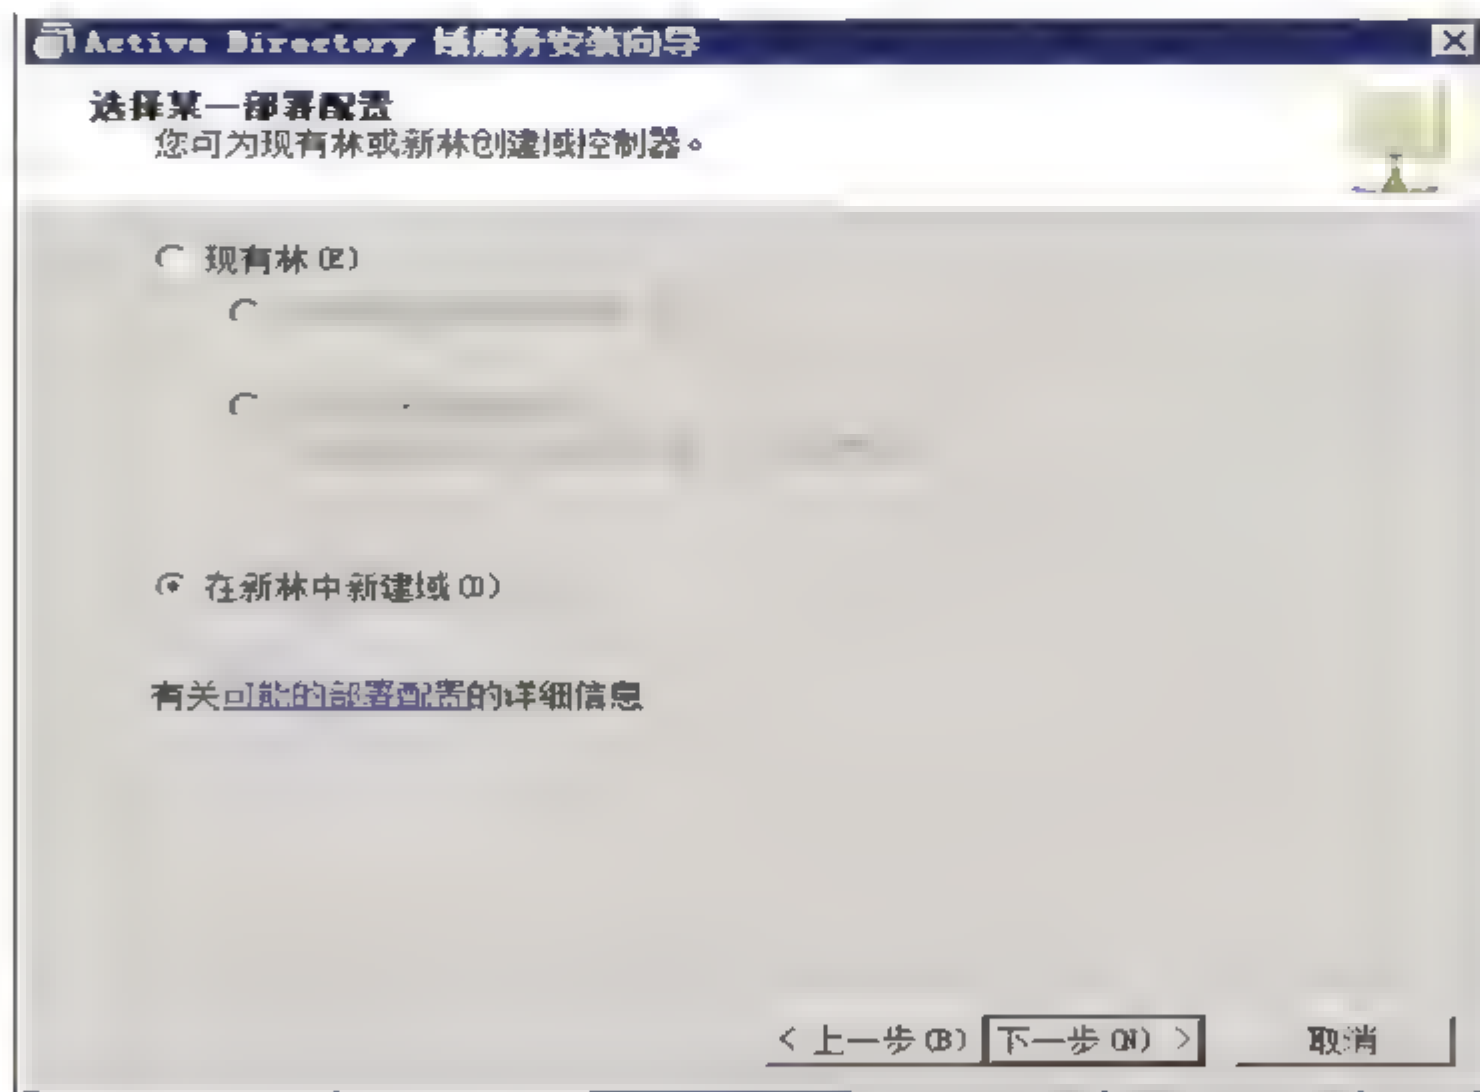 Active Directory 域服务安装向导
选择某一部署配置
您可为现有林或新林创建域控制器。
现有林(E)
在新林中新建域(D)
有关可能的部署配置的详细信息
< 上一步(B) 下一步(N) > 取消